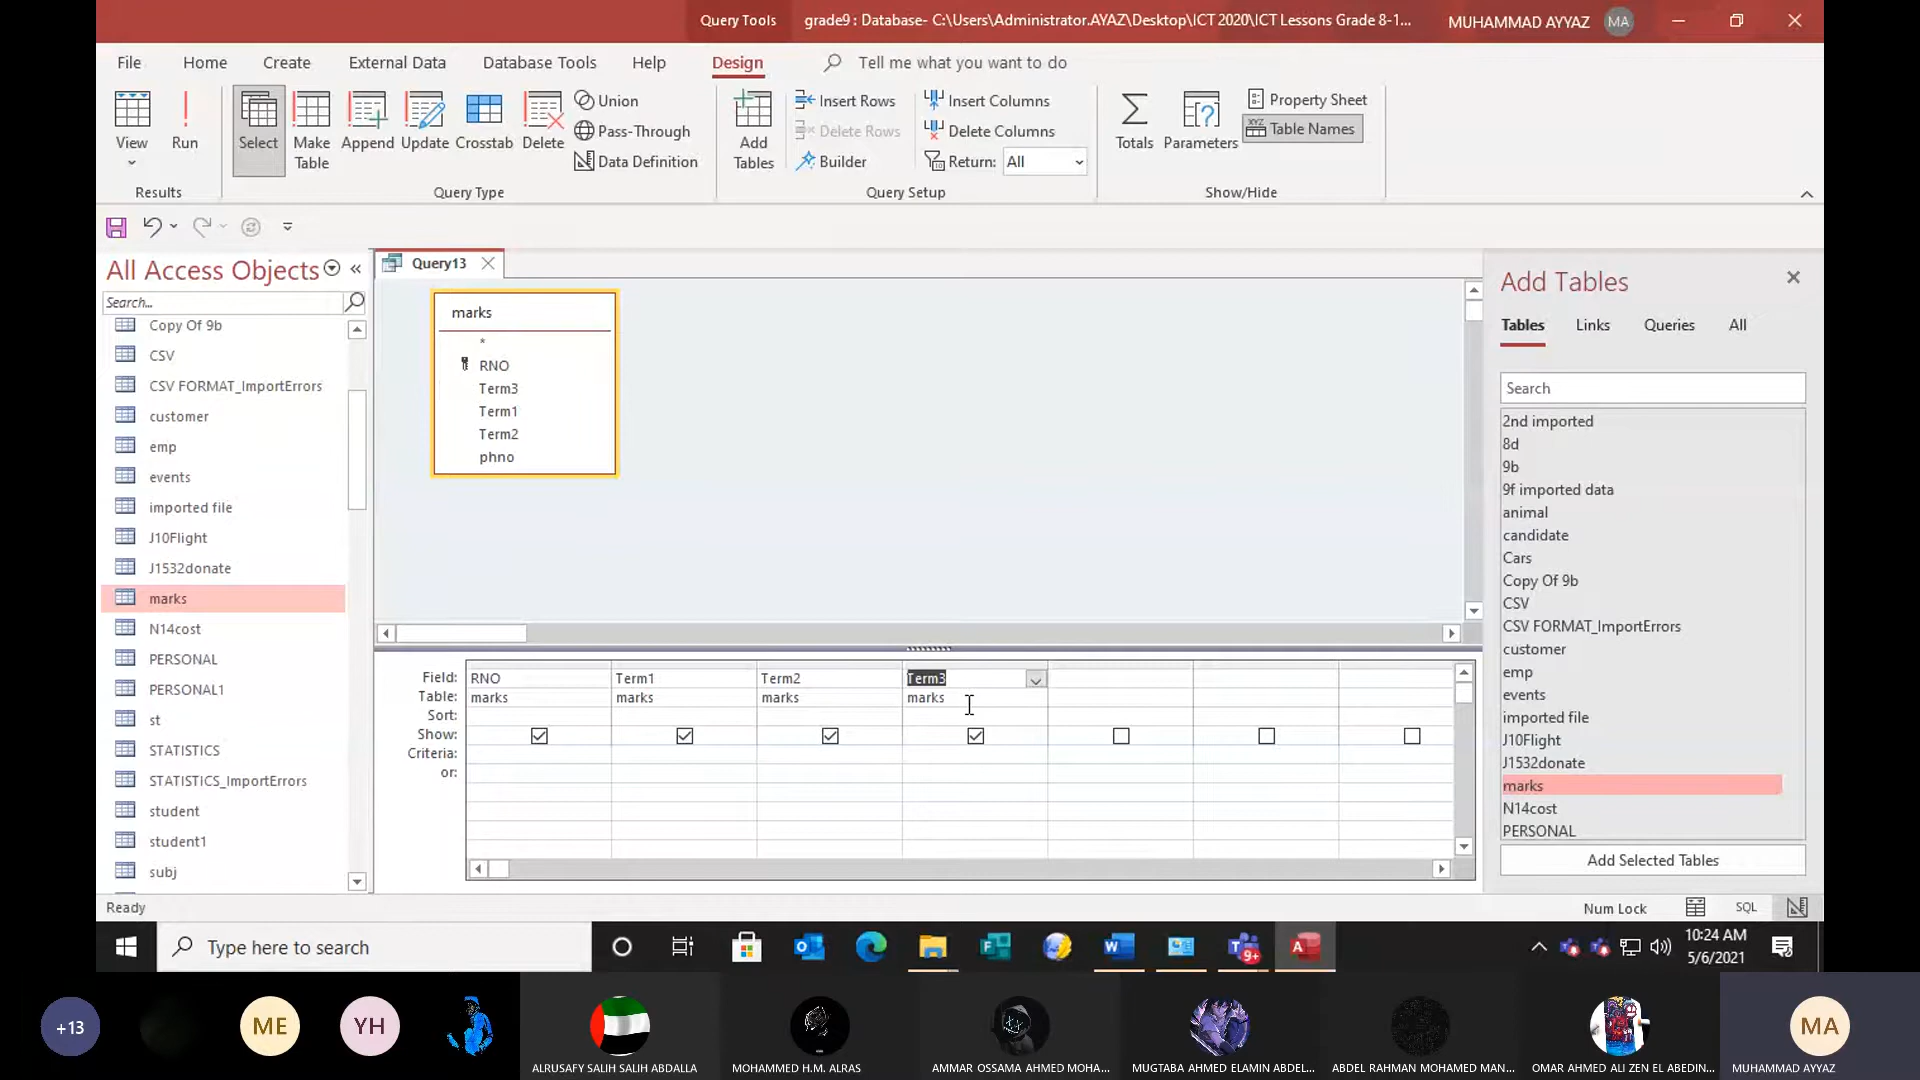 Query Tools
grade9 : Database- C:\Users\Administrator.AYAZ\Desktop\ICT 2020\ICT Lessons Grade 8-1...
MUHAMMAD AYYAZ
MA
File
Home
Create
External Data
Database Tools
Help
Design
Tell me what you want to do
View
Run
Select
Make Table
Append
Update
Crosstab
Delete
Union
Pass-Through
Data Definition
Add Tables
Insert Rows
Delete Rows
Builder
Insert Columns
Delete Columns
Return: All
Totals
Parameters
Property Sheet
Table Names
Results
Query Type
Query Setup
Show/Hide
All Access Objects
Search...
Copy Of 9b
CSV
CSV FORMAT_ImportErrors
customer
emp
events
imported file
J10Flight
J1532donate
marks
N14cost
PERSONAL
PERSONAL1
st
STATISTICS
STATISTICS_ImportErrors
student
student1
subj
Query13
marks
*
RNO
Term3
Term1
Term2
phno
Field: RNO Term1 Term2 Term3
Table: marks marks marks marks
Sort:
Show:
Criteria:
or:
Add Tables
Tables Links Queries All
Search
2nd imported
8d
9b
9f imported data
animal
candidate
Cars
Copy Of 9b
CSV
CSV FORMAT_ImportErrors
customer
emp
events
imported file
J10Flight
J1532donate
marks
N14cost
PERSONAL
Add Selected Tables
Ready
Num Lock
SQL
Type here to search
9+
10:24 AM
5/6/2021
+13
ME
YH
MA
ALRUSAFY SALIH SALIH ABDALLA
MOHAMMED H.M. ALRAS
AMMAR OSSAMA AHMED MOHA...
MUGTABA AHMED ELAMIN ABDEL...
ABDEL RAHMAN MOHAMED MAN...
OMAR AHMED ALI ZEN EL ABEDIN...
MUHAMMAD AYYAZ